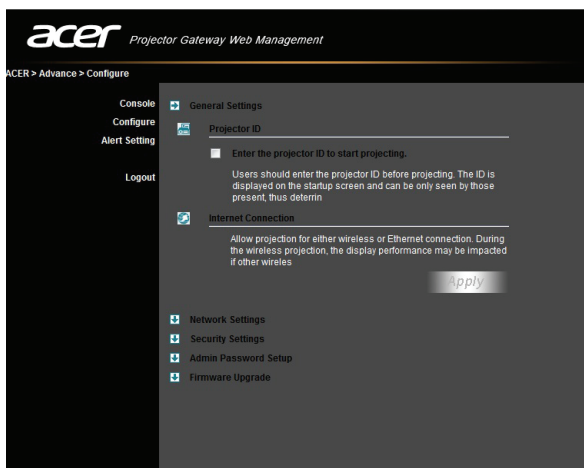 acer Projector Gateway Web Management
ACER > Advance > Configure
Console
Configure
Alert Setting
Logout
General Settings
Projector ID
Enter the projector ID to start projecting.
Users should enter the projector ID before projecting. The ID is
displayed on the startup screen and can be only seen by those
present, thus deterrin
Internet Connection
Allow projection for either wireless or Ethernet connection. During
the wireless projection, the display performance may be impacted
if other wireles
Apply
Network Settings
Security Settings
Admin Password Setup
Firmware Upgrade